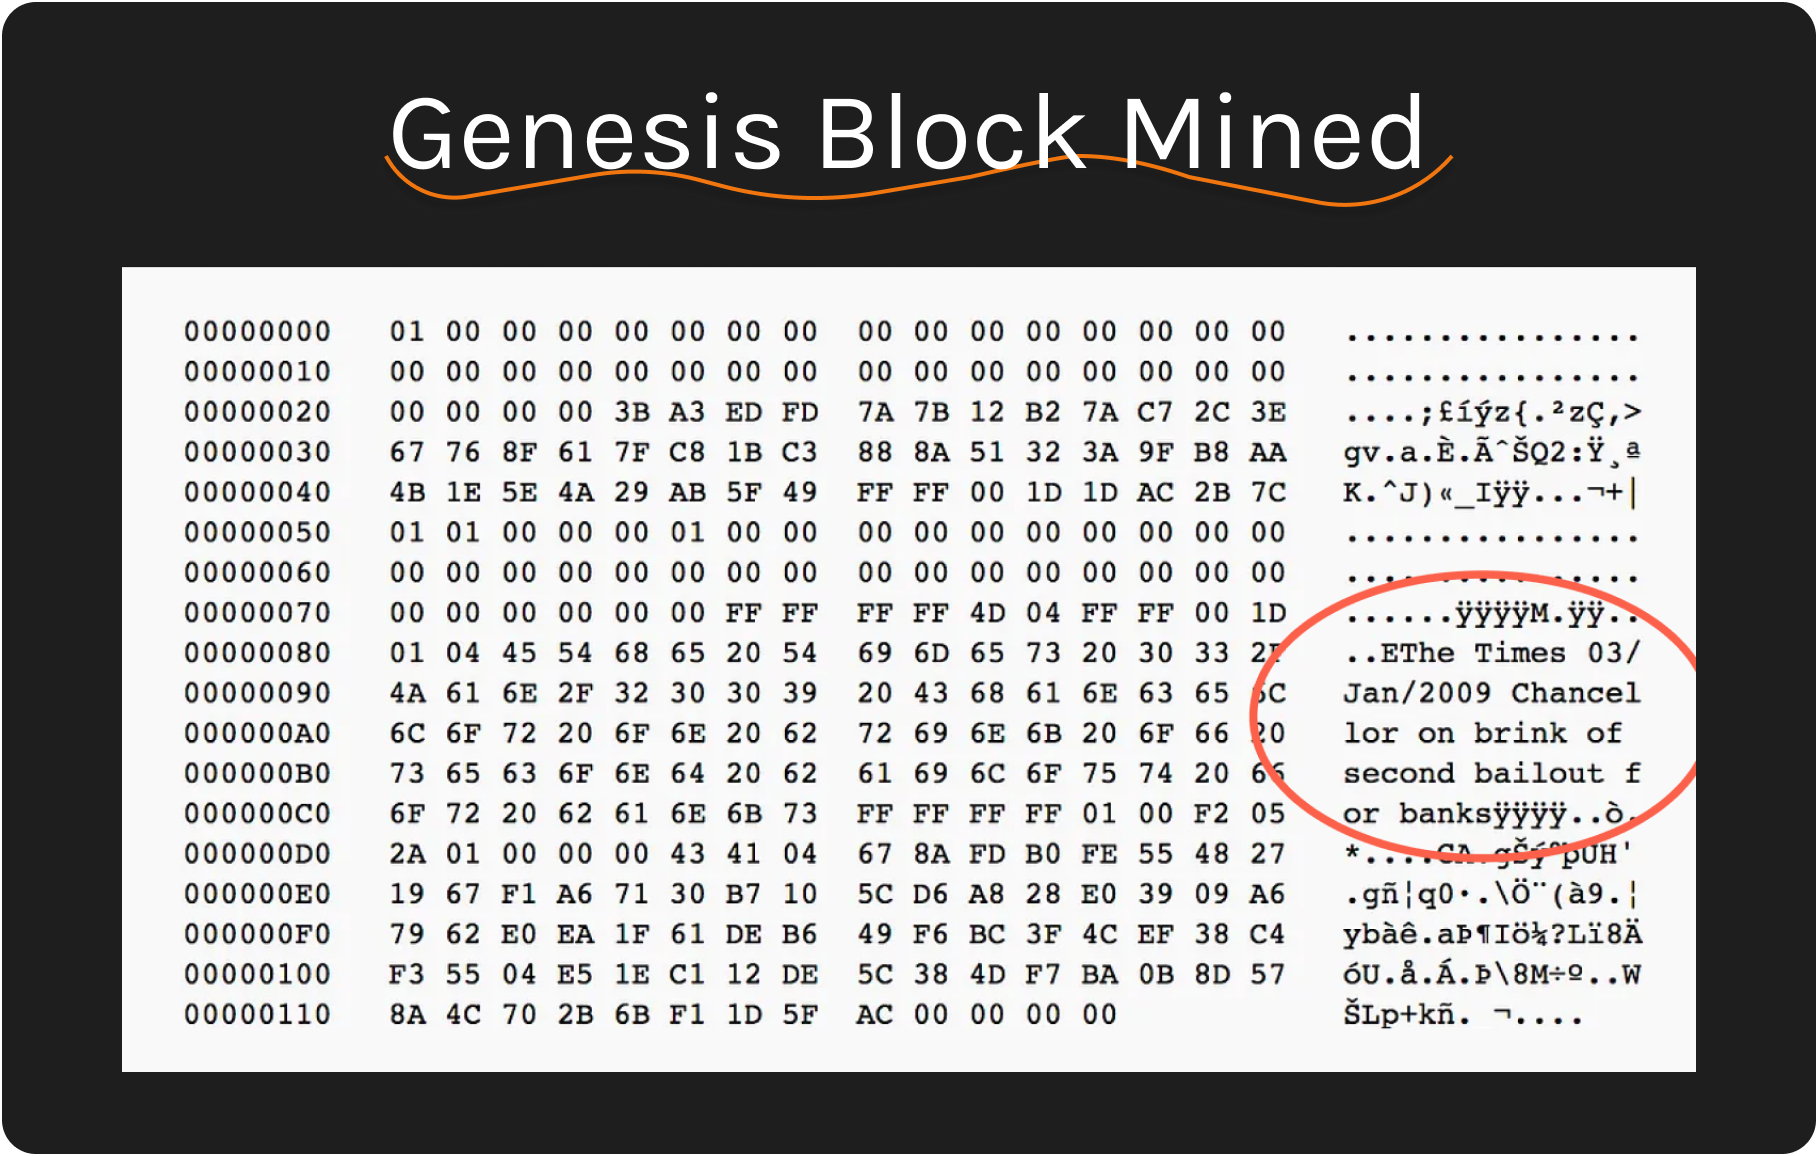 Genesis Block Mined
00000000 01 00 00 00 00 00 00 00 00 00 00 00 00 00 00 00 ................
00000010 00 00 00 00 00 00 00 00 00 00 00 00 00 00 00 00 ................
00000020 00 00 00 00 3B A3 ED FD 7A 7B 12 B2 7A C7 2C 3E ....;£íýz{.²zÇ,>
00000030 67 76 8F 61 7F C8 1B C3 88 8A 51 32 3A 9F B8 AA gv.a.È.ÃˆŠQ2:Ÿ¸ª
00000040 4B 1E 5E 4A 29 AB 5F 49 FF FF 00 1D 1D AC 2B 7C K.^J)«_Iÿÿ...¬+|
00000050 01 01 00 00 00 01 00 00 00 00 00 00 00 00 00 00 ................
00000060 00 00 00 00 00 00 00 00 00 00 00 00 00 00 00 00 ................
00000070 00 00 00 00 00 00 FF FF FF FF 4D 04 FF FF 00 1D ......ÿÿÿÿM.ÿÿ..
00000080 01 04 45 54 68 65 20 54 69 6D 65 73 20 30 33 2F ..EThe Times 03/
00000090 4A 61 6E 2F 32 30 30 39 20 43 68 61 6E 63 65 6C Jan/2009 Chancel
000000A0 6C 6F 72 20 6F 6E 20 62 72 69 6E 6B 20 6F 66 20 lor on brink of
000000B0 73 65 63 6F 6E 64 20 62 61 69 6C 6F 75 74 20 66 second bailout f
000000C0 6F 72 20 62 61 6E 6B 73 FF FF FF FF 01 00 F2 05 or banksÿÿÿÿ..ò.
000000D0 2A 01 00 00 00 43 41 04 67 8A FD B0 FE 55 48 27 *....CA.gŠý°þUH'
000000E0 19 67 F1 A6 71 30 B7 10 5C D6 A8 28 E0 39 09 A6 .gñ¦q0·.\Ö¨(à9.¦
000000F0 79 62 E0 EA 1F 61 DE B6 49 F6 BC 3F 4C EF 38 C4 ybàê.aÞ¶Iö¼?Lï8Ä
00000100 F3 55 04 E5 1E C1 12 DE 5C 38 4D F7 BA 0B 8D 57 óU.å.Á.Þ\8M÷º..W
00000110 8A 4C 70 2B 6B F1 1D 5F AC 00 00 00 00 ŠLp+kñ. ¬....